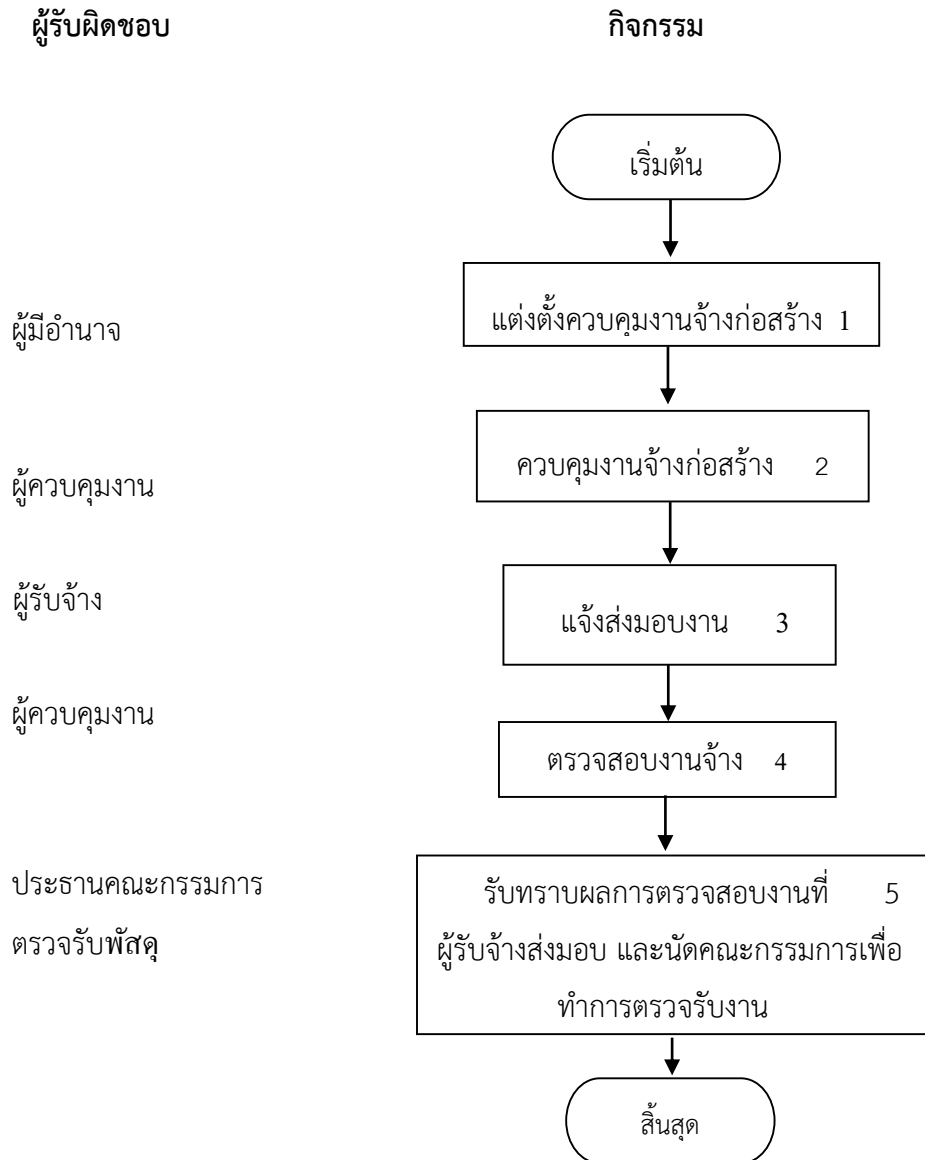 ผู้รับผิดชอบ กิจกรรม
เริ่มต้น
ผู้มีอำนาจ แต่งตั้งควบคุมงานจ้างก่อสร้าง 1
ผู้ควบคุมงาน ควบคุมงานจ้างก่อสร้าง 2
ผู้รับจ้าง แจ้งส่งมอบงาน 3
ผู้ควบคุมงาน ตรวจสอบงานจ้าง 4
ประธานคณะกรรมการ
ตรวจรับพัสดุ
รับทราบผลการตรวจสอบงานที่ 5
ผู้รับจ้างส่งมอบ และนัดคณะกรรมการเพื่อ
ทำการตรวจรับงาน
สิ้นสุด